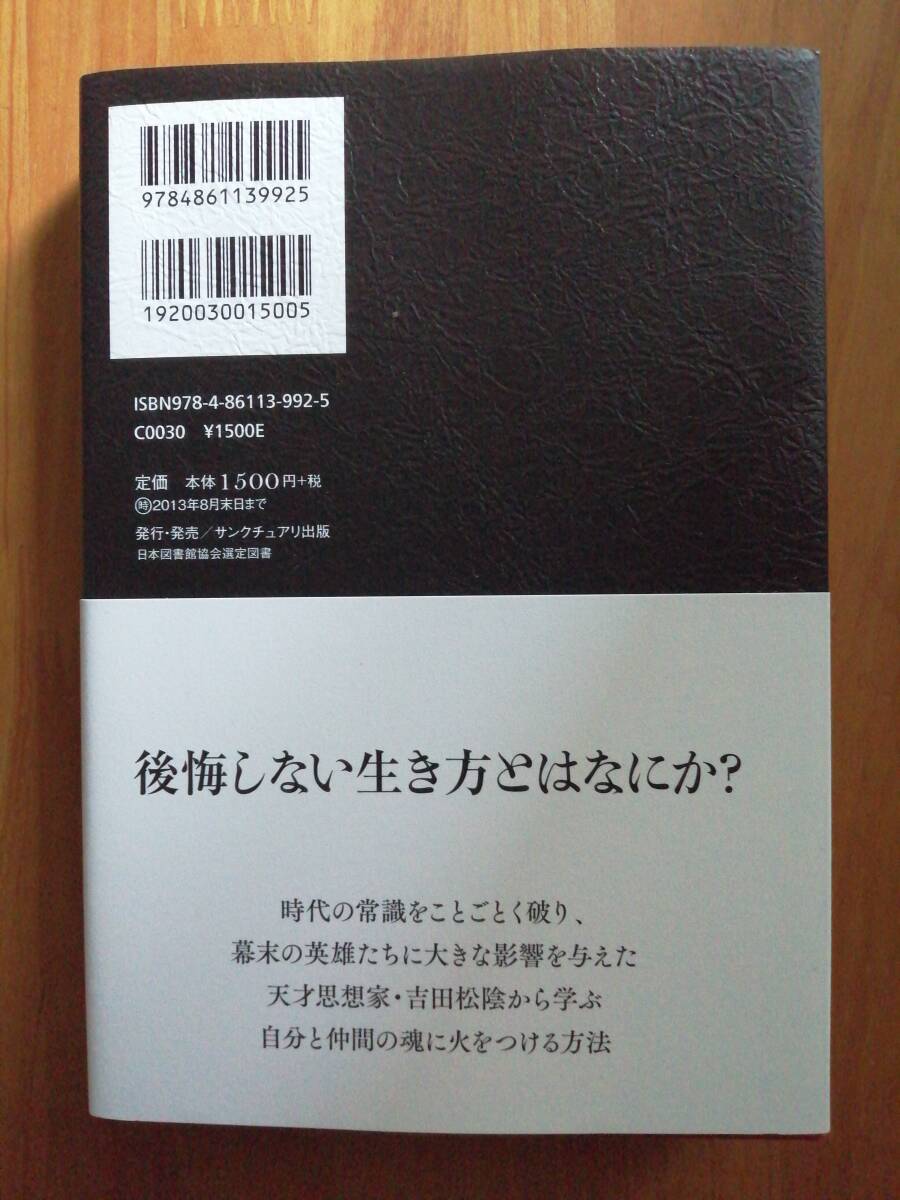 9784861139925
1920030015005
ISBN978-4-86113-992-5
C0030 ¥1500E
定価 本体1500円+税
時2013年8月末日まで
発行・発売/サンクチュアリ出版
日本図書館協会選定図書
後悔しない生き方とはなにか?
時代の常識をことごとく破り、
幕末の英雄たちに大きな影響を与えた
天才思想家・吉田松陰から学ぶ
自分と仲間の魂に火をつける方法